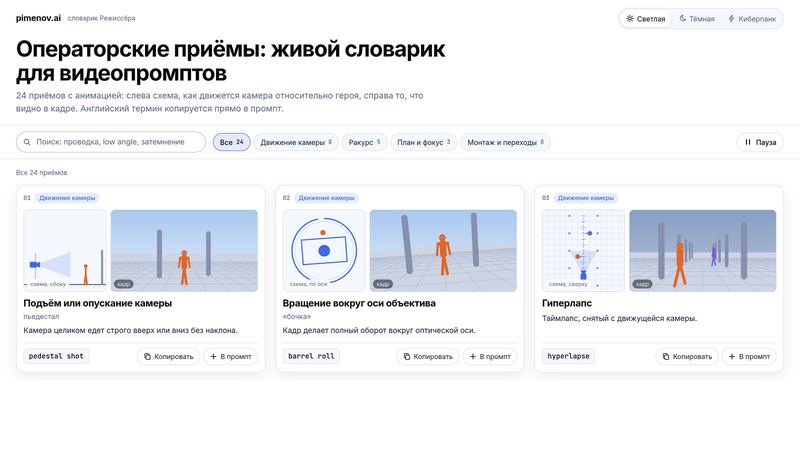 pimenov.ai словарик Режиссёра
Светлая Тёмная Киберпанк
Операторские приёмы: живой словарик
для видеопромптов
24 приёмов с анимацией: слева схема, как движется камера относительно героя, справа то, что
видно в кадре. Английский термин копируется прямо в промпт.
Поиск: проводка, low angle, затемнение
Все 24 Движение камеры 8 Ракурс 5 План и фокус 3 Монтаж и переходы 8
Пауза
Все 24 приёмов
01 Движение камеры
схема, сбоку
кадр
Подъём или опускание камеры
пьедестал
Камера целиком едет строго вверх или вниз без наклона.
pedestal shot
Копировать
В промпт
02 Движение камеры
схема, по оси
кадр
Вращение вокруг оси объектива
«бочка»
Кадр делает полный оборот вокруг оптической оси.
barrel roll
Копировать
В промпт
03 Движение камеры
схема, сверху
кадр
Гиперлапс
Таймлапс, снятый с движущейся камеры.
hyperlapse
Копировать
В промпт